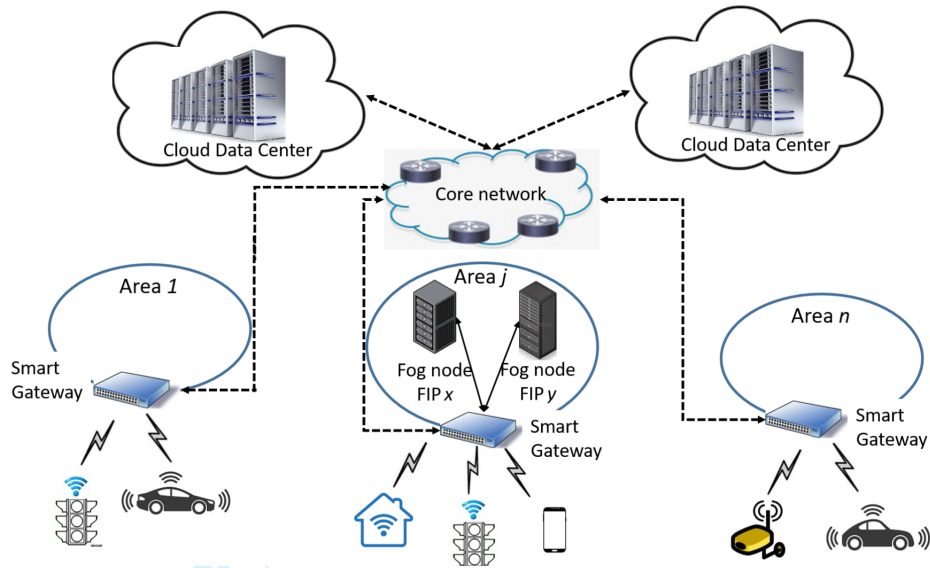 Cloud Data Center
Cloud Data Center
Core network
Area 1
Area j
Area n
Fog node
FIP x
Fog node
FIP y
Smart
Gateway
Smart
Gateway
Smart
Gateway